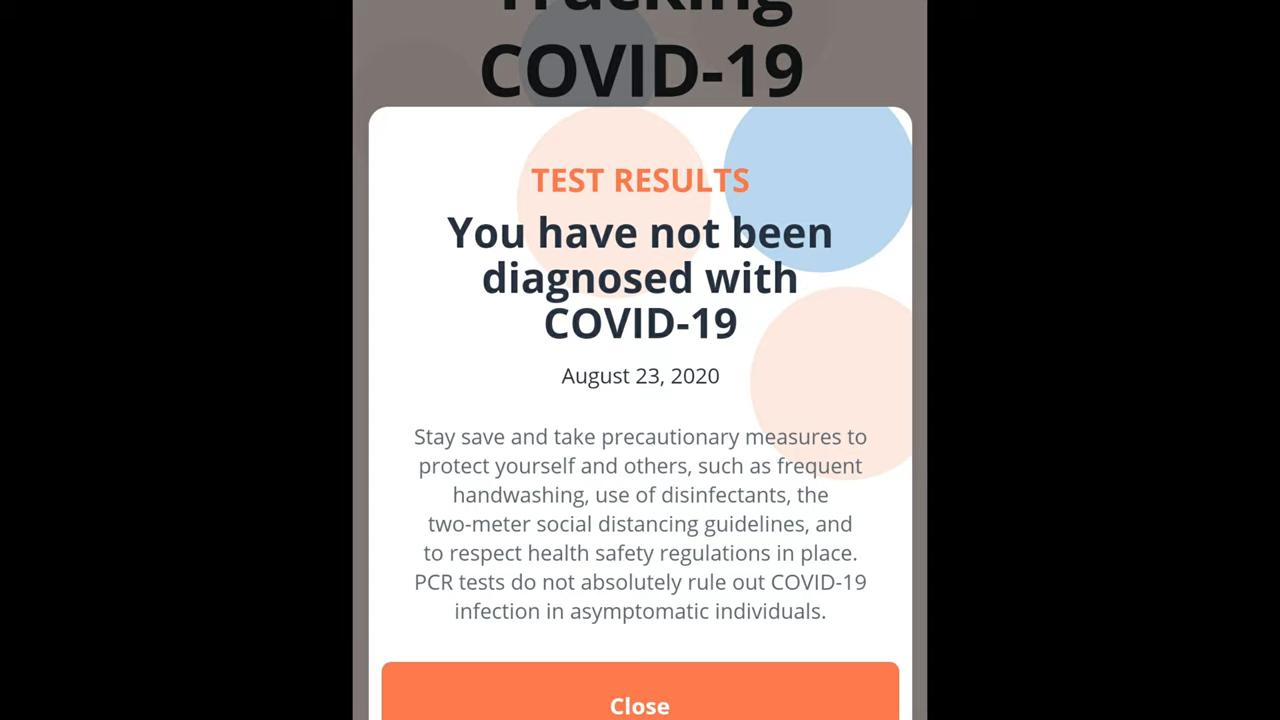 Tracking
COVID-19
TEST RESULTS
You have not been
diagnosed with
COVID-19
August 23, 2020
Stay save and take precautionary measures to
protect yourself and others, such as frequent
handwashing, use of disinfectants, the
two-meter social distancing guidelines, and
to respect health safety regulations in place.
PCR tests do not absolutely rule out COVID-19
infection in asymptomatic individuals.
Close